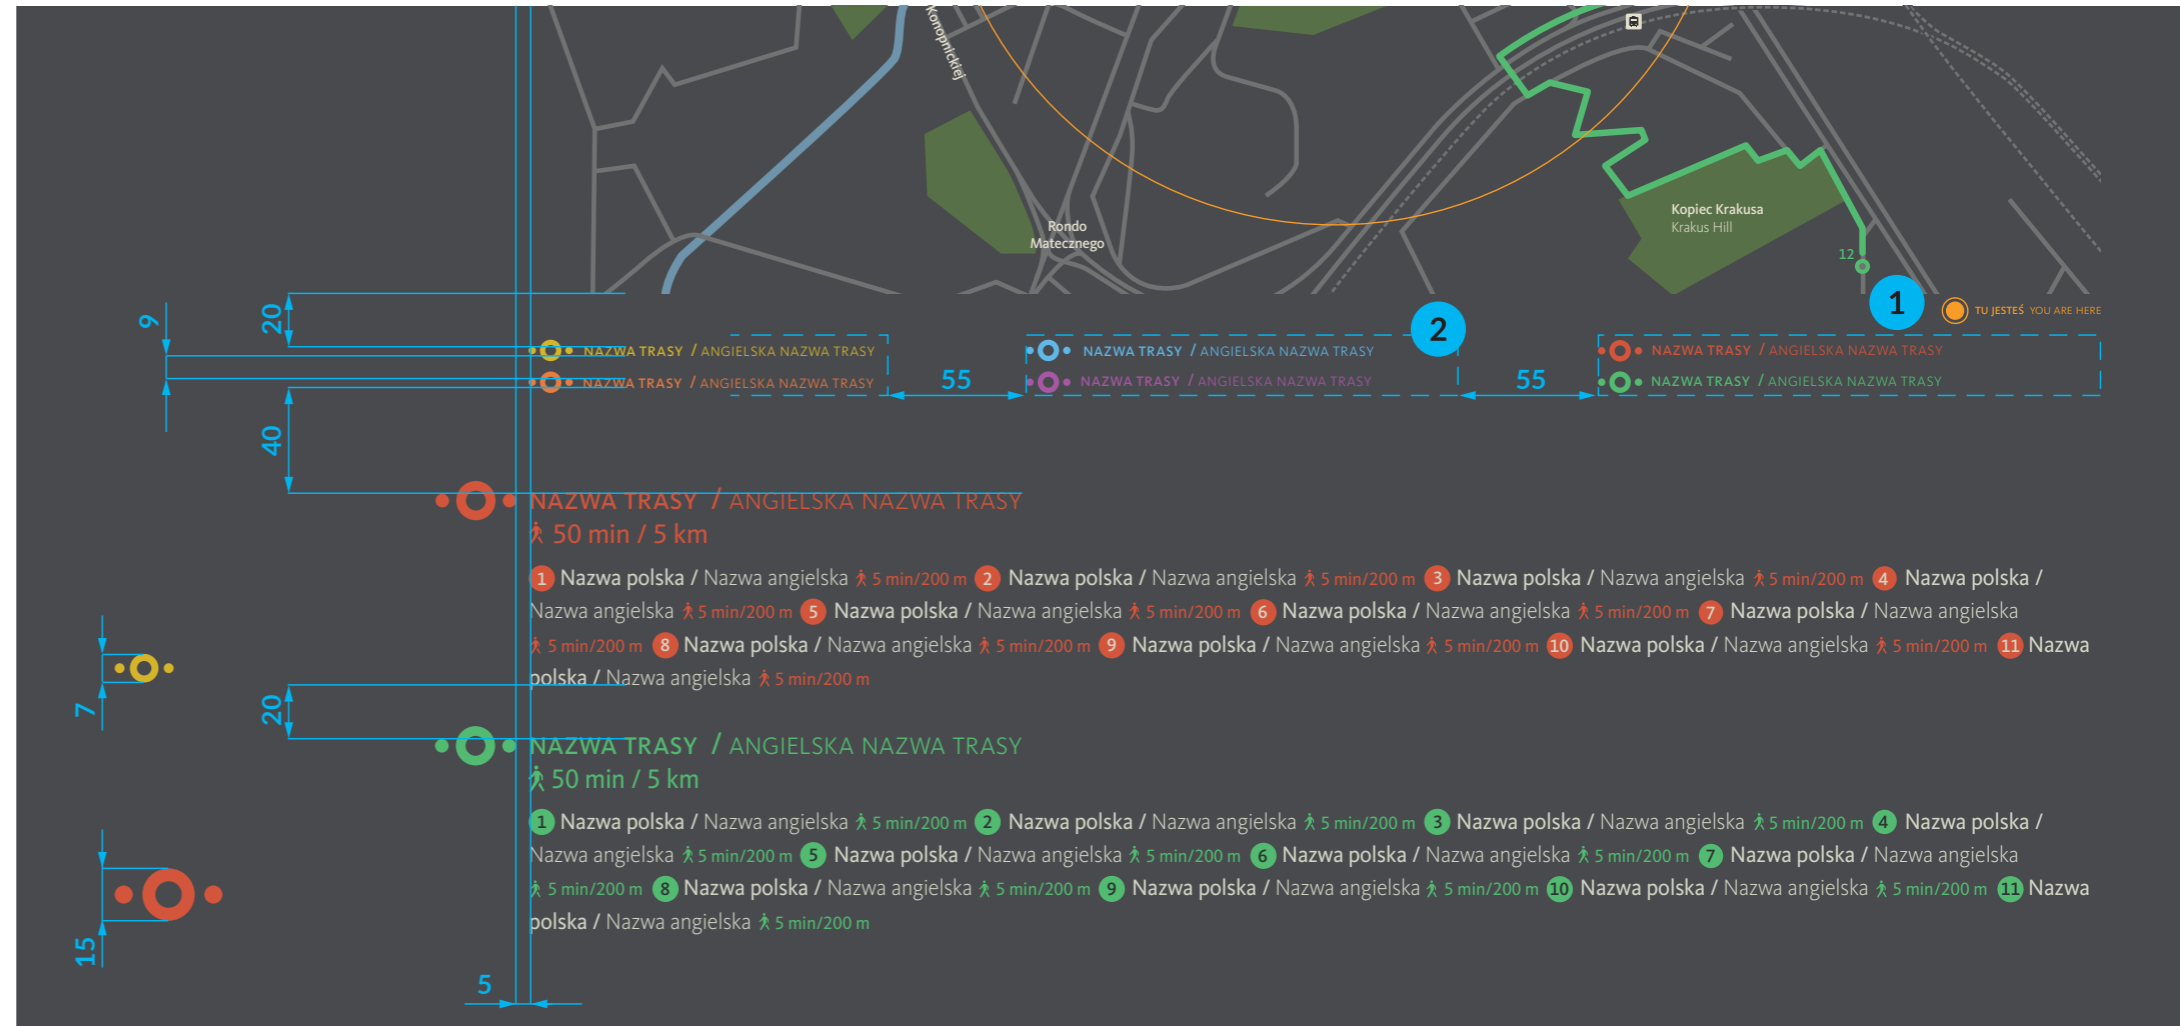 Konopnickiej
Rondo
Matecznego
Kopiec Krakusa
Krakus Hill
12
1
TU JESTEŚ YOU ARE HERE
9
20
2
NAZWA TRASY / ANGIELSKA NAZWA TRASY
NAZWA TRASY / ANGIELSKA NAZWA TRASY
NAZWA TRASY / ANGIELSKA NAZWA TRASY
NAZWA TRASY / ANGIELSKA NAZWA TRASY
55
NAZWA TRASY / ANGIELSKA NAZWA TRASY
NAZWA TRASY / ANGIELSKA NAZWA TRASY
55
40
NAZWA TRASY / ANGIELSKA NAZWA TRASY
50 min / 5 km
1 Nazwa polska / Nazwa angielska 5 min/200 m 2 Nazwa polska / Nazwa angielska 5 min/200 m 3 Nazwa polska / Nazwa angielska 5 min/200 m 4 Nazwa polska /
Nazwa angielska 5 min/200 m 5 Nazwa polska / Nazwa angielska 5 min/200 m 6 Nazwa polska / Nazwa angielska 5 min/200 m 7 Nazwa polska / Nazwa angielska
5 min/200 m 8 Nazwa polska / Nazwa angielska 5 min/200 m 9 Nazwa polska / Nazwa angielska 5 min/200 m 10 Nazwa polska / Nazwa angielska 5 min/200 m 11 Nazwa
polska / Nazwa angielska 5 min/200 m
7
20
NAZWA TRASY / ANGIELSKA NAZWA TRASY
50 min / 5 km
1 Nazwa polska / Nazwa angielska 5 min/200 m 2 Nazwa polska / Nazwa angielska 5 min/200 m 3 Nazwa polska / Nazwa angielska 5 min/200 m 4 Nazwa polska /
Nazwa angielska 5 min/200 m 5 Nazwa polska / Nazwa angielska 5 min/200 m 6 Nazwa polska / Nazwa angielska 5 min/200 m 7 Nazwa polska / Nazwa angielska
5 min/200 m 8 Nazwa polska / Nazwa angielska 5 min/200 m 9 Nazwa polska / Nazwa angielska 5 min/200 m 10 Nazwa polska / Nazwa angielska 5 min/200 m 11 Nazwa
polska / Nazwa angielska 5 min/200 m
15
5